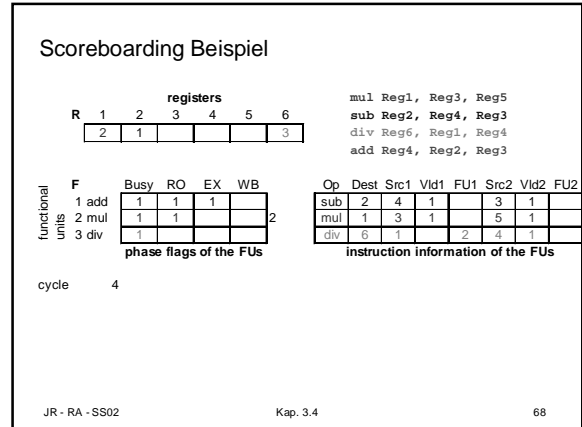 Scoreboarding Beispiel
registers
R 1 2 3 4 5 6
2 1 3
mul Reg1, Reg3, Reg5
sub Reg2, Reg4, Reg3
div Reg6, Reg1, Reg4
add Reg4, Reg2, Reg3
functional
units
F Busy RO EX WB
1 add 1 1 1
2 mul 1 1 2
3 div 1
phase flags of the FUs
Op Dest Src1 Vld1 FU1 Src2 Vld2 FU2
sub 2 4 1 3 1
mul 1 3 1 5 1
div 6 1 2 4 1
instruction information of the FUs
cycle 4
JR - RA - SS02 Kap. 3.4 68